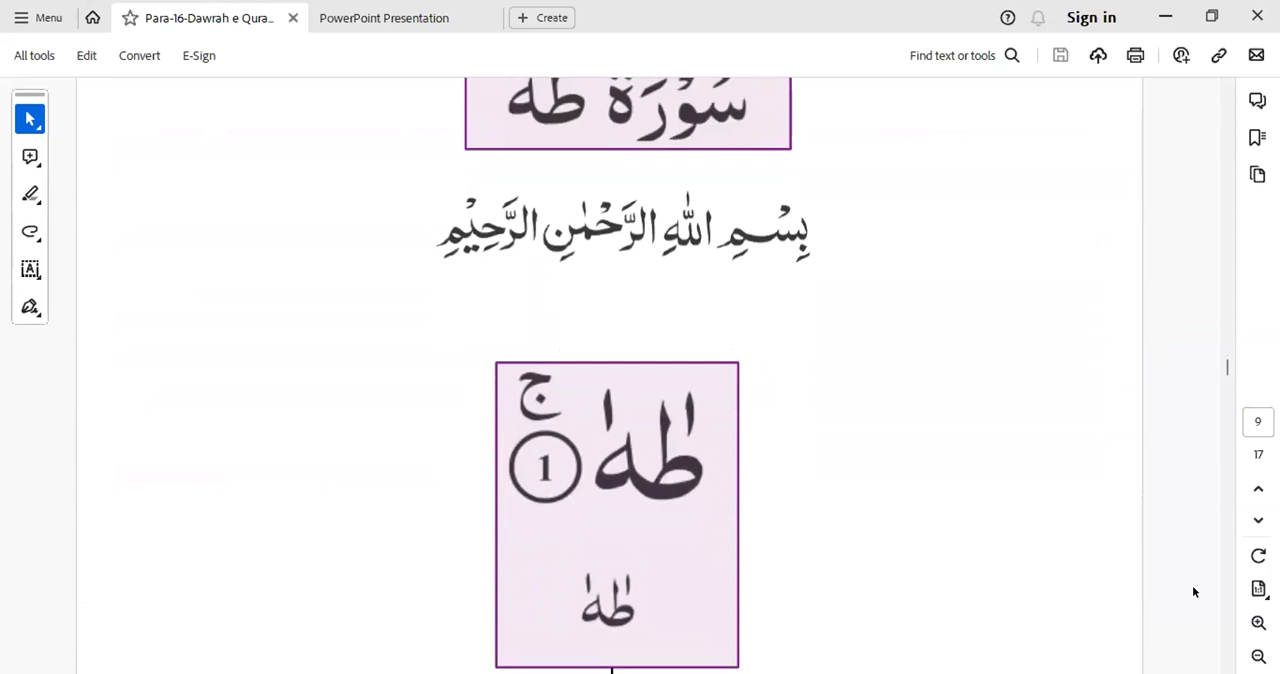 Menu
Para-16-Dawrah e Qura...
PowerPoint Presentation
Create
Sign in
All tools
Edit
Convert
E-Sign
Find text or tools
سُوْرَة طٰهٰ
بِسْمِ اللّٰهِ الرَّحْمٰنِ الرَّحِيْمِ
طٰهٰ ج 1
طٰهٰ
9
17